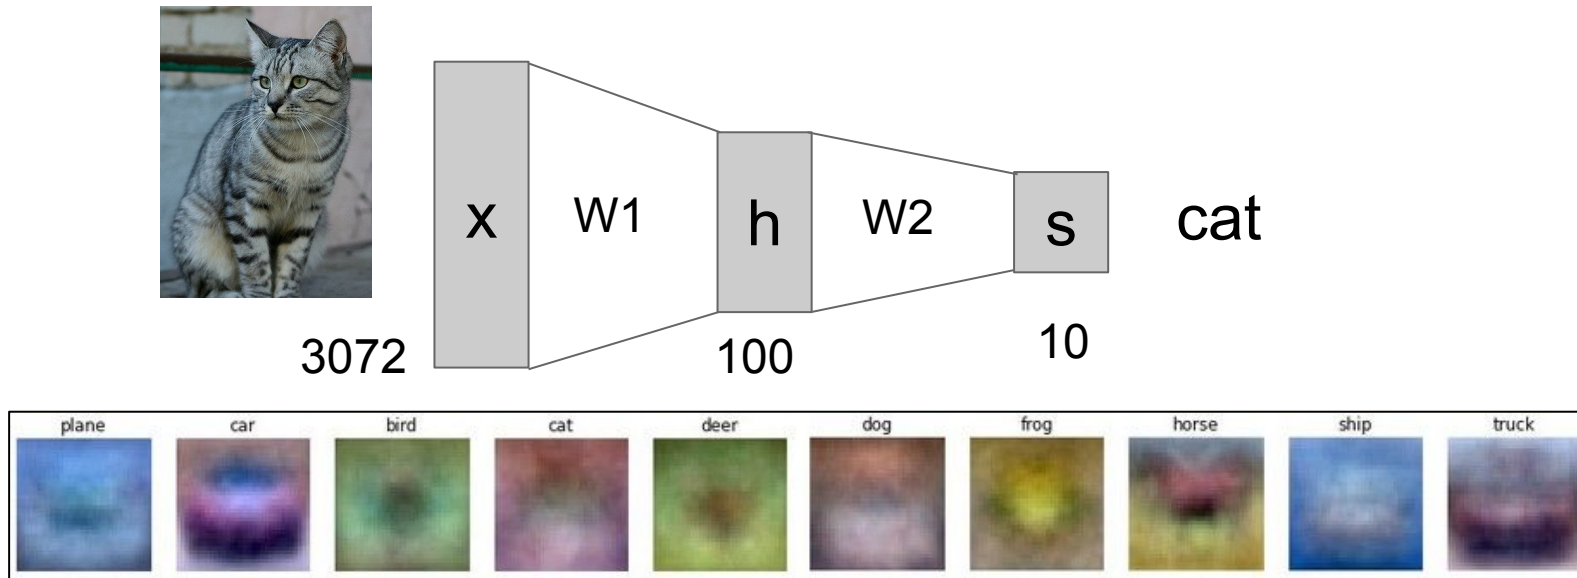 x W1 h W2 s cat
3072 100 10
plane car bird cat deer dog frog horse ship truck